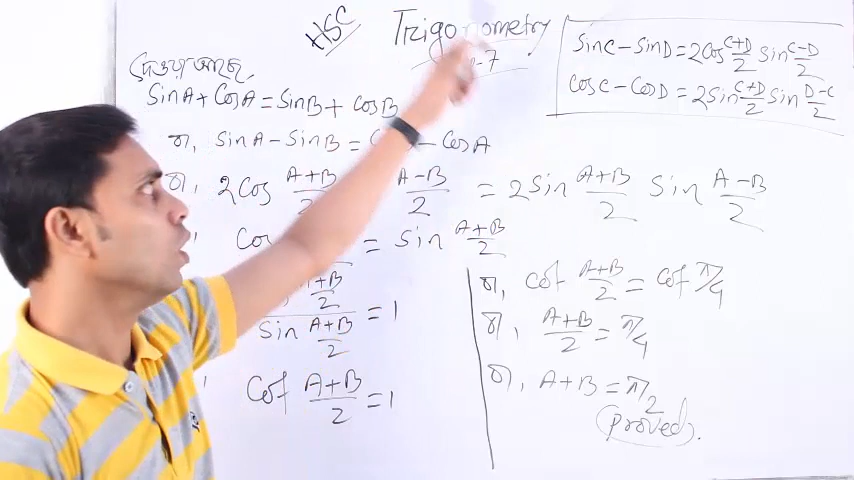 HSC
Trigonometry
-7
SinC-SinD=2Cos C+D/2 Sin C-D/2
CosC-CosD=2Sin C+D/2 Sin D-C/2
দেওয়া আছে,
SinA+CosA=SinB+CosB
বা, SinA-SinB= -CosA
বা, 2Cos A+B/2 A-B/2 = 2Sin A+B/2 Sin A-B/2
= Sin A+B/2
+B/2
Sin A+B/2 =1
Cot A+B/2 =1
বা, Cot A+B/2 = Cot π/4
বা, A+B/2 = π/4
বা, A+B=π/2
(proved).